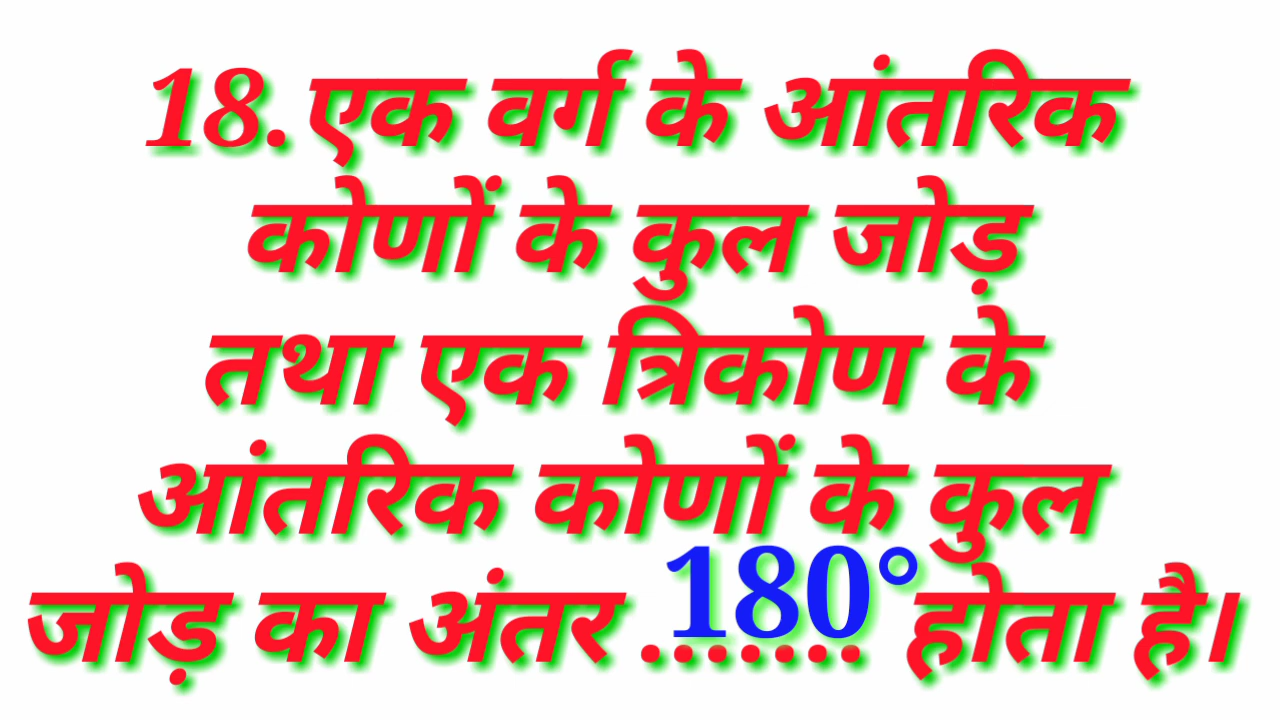 18.एक वर्ग के आंतरिक
कोणों के कुल जोड़
तथा एक त्रिकोण के
आंतरिक कोणों के कुल
जोड़ का अंतर .180°...... होता है।